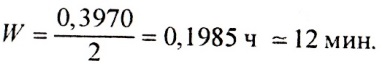 W = 0,3970 / 2 = 0,1985 ч ≃ 12 мин.